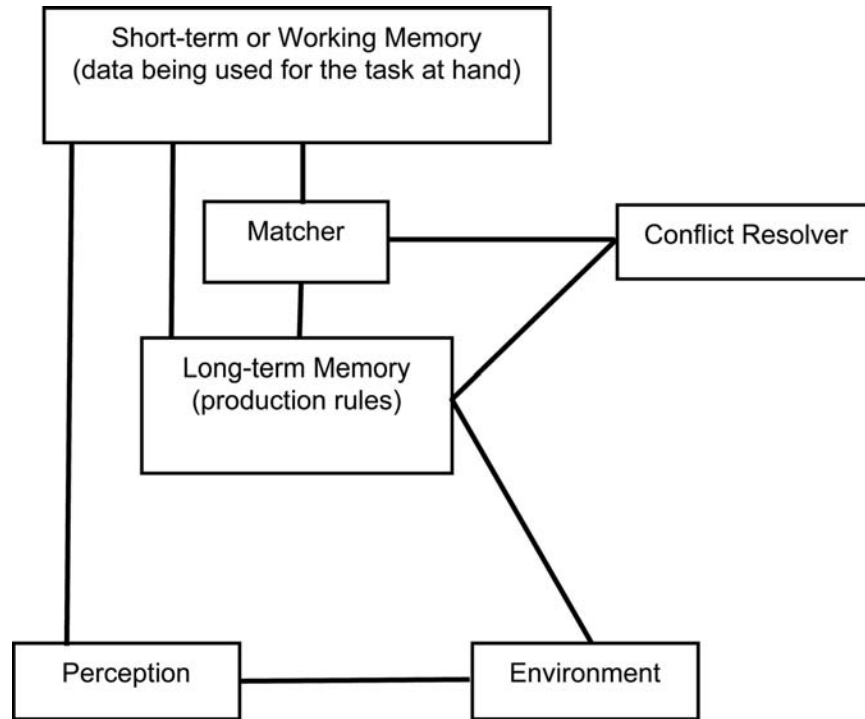 Short-term or Working Memory
(data being used for the task at hand)
Matcher
Conflict Resolver
Long-term Memory
(production rules)
Perception
Environment